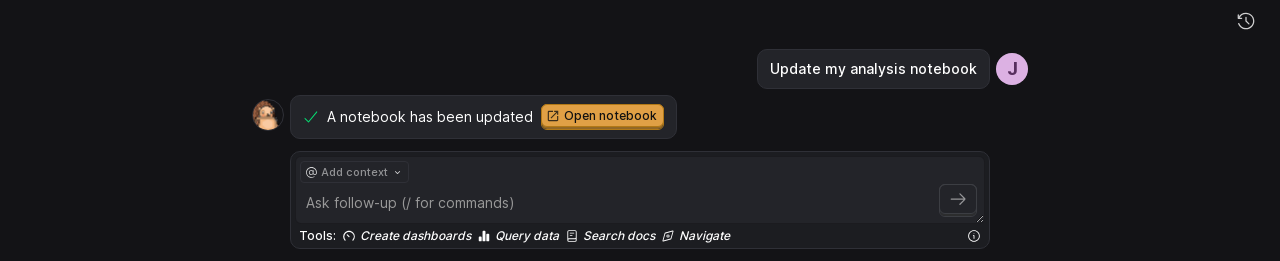 Update my analysis notebook
J
A notebook has been updated
Open notebook
@ Add context
Ask follow-up (/ for commands)
Tools: Create dashboards Query data Search docs Navigate